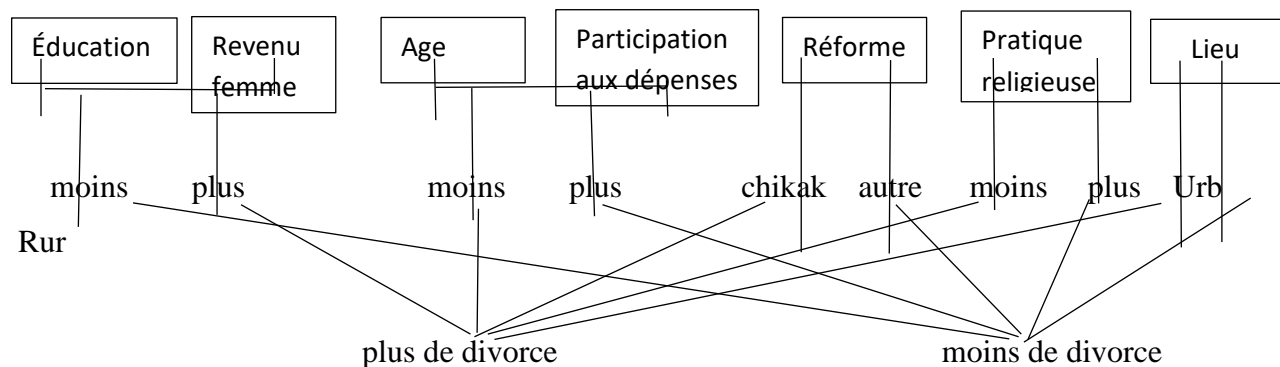 Éducation
Revenu
femme
Age
Participation
aux dépenses
Réforme
Pratique
religieuse
Lieu
moins plus moins plus chikak autre moins plus Urb
Rur
plus de divorce moins de divorce